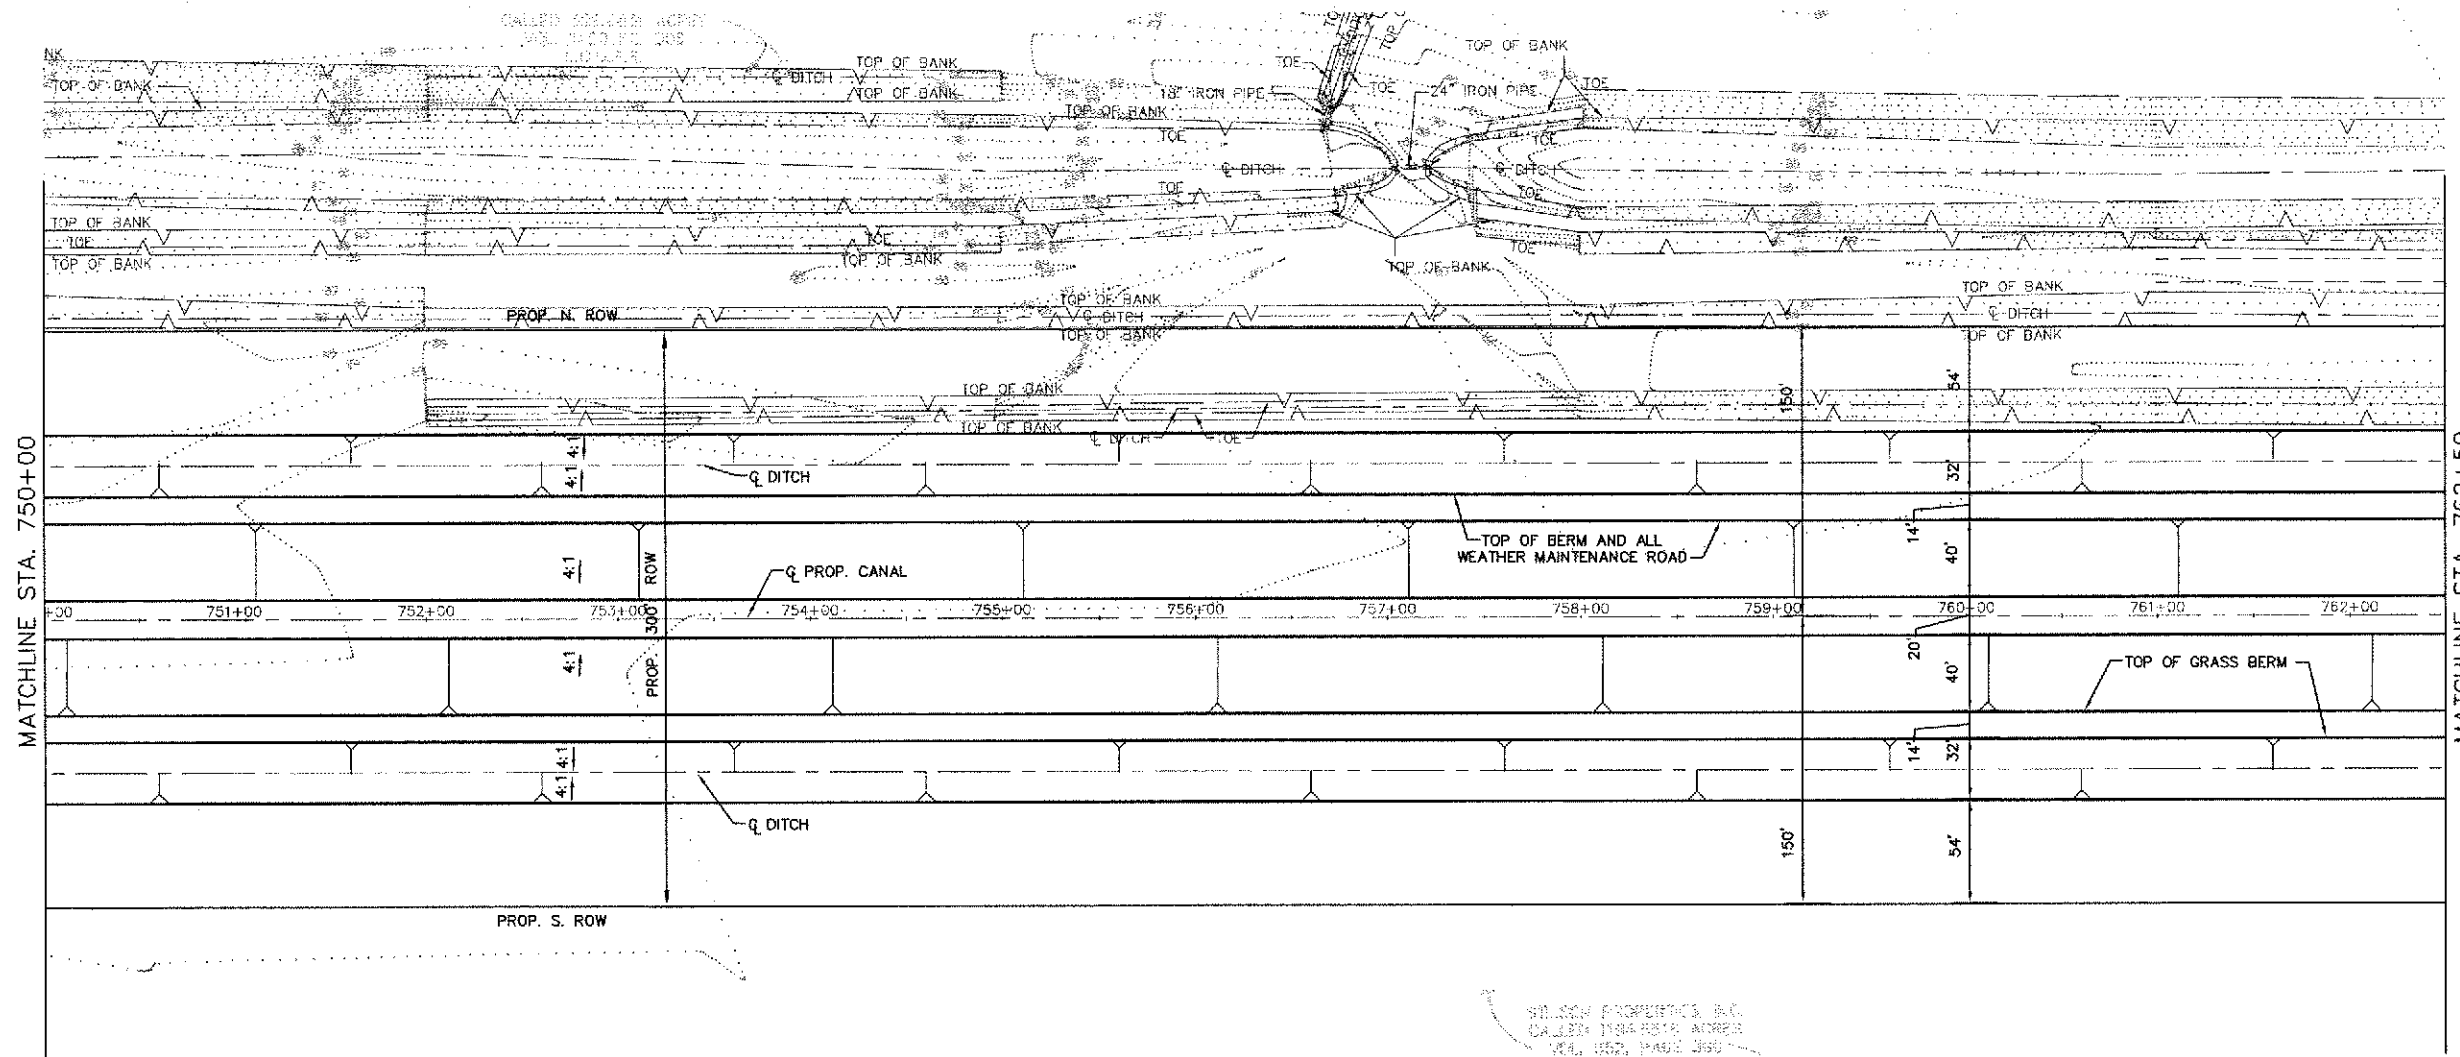 NK
TOP OF BANK
℄ DITCH
TOP OF BANK
TOP OF BANK
TOP OF BANK
TOE
TOE
TOE
TOE
18" IRON PIPE
TOE
24" IRON PIPE
TOP OF BANK
TOE
TOE
℄ DITCH
TOE
℄ DITCH
TOE
TOP OF BANK
TOE
TOP OF BANK
TOE
TOP OF BANK
TOP OF BANK
TOE
TOE
TOP OF BANK
℄ DITCH
TOP OF BANK
TOP OF BANK
℄ DITCH
TOP OF BANK
PROP. N. ROW
TOP OF BANK
TOP OF BANK
℄ DITCH
TOE
4:1
4:1
℄ DITCH
150'
54'
32'
14'
40'
TOP OF BERM AND ALL
WEATHER MAINTENANCE ROAD
4:1
℄ PROP. CANAL
MATCHLINE STA. 750+00
+00
751+00
752+00
753+00
754+00
755+00
756+00
757+00
758+00
759+00
760+00
761+00
762+00
PROP. 300' ROW
4:1
20'
40'
TOP OF GRASS BERM
14'
32'
4:1
4:1
℄ DITCH
150'
54'
PROP. S. ROW